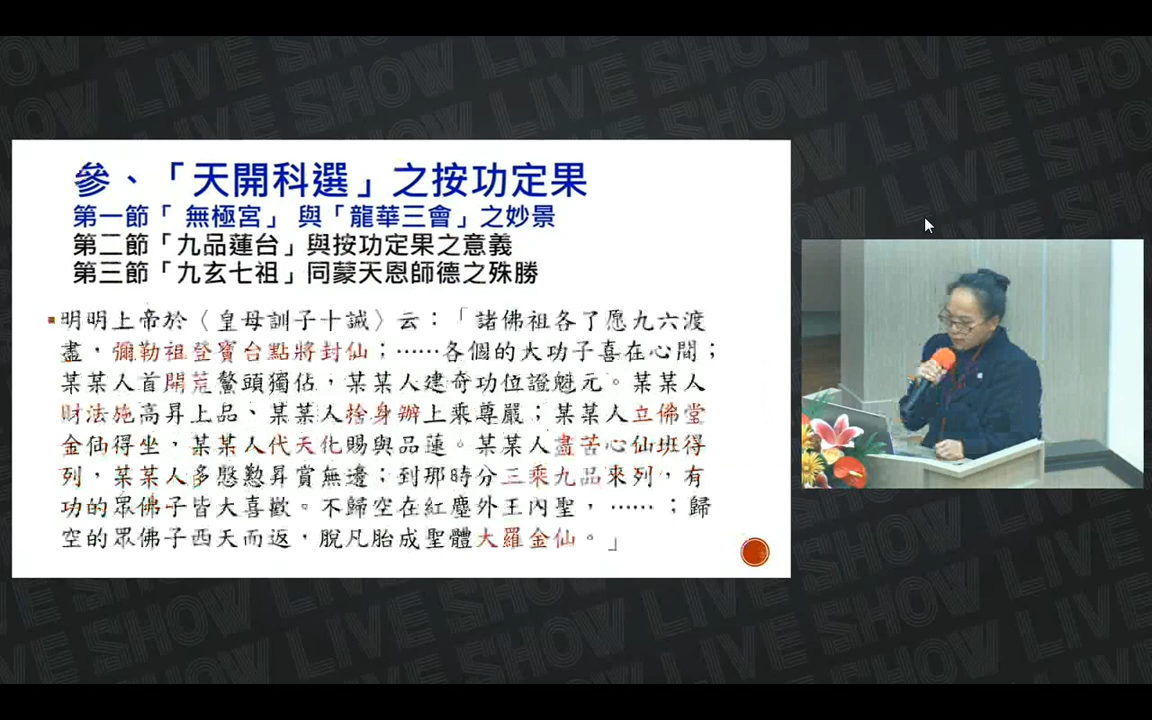 參、「天開科選」之按功定果
第一節「 無極宮」 與「龍華三會」之妙景
第二節「九品蓮台」與按功定果之意義
第三節「九玄七祖」同蒙天恩師德之殊勝
明明上帝於〈皇母訓子十誡〉云：「諸佛祖各了愿九六渡
盡，彌勒祖登寶台點將封仙；……各個的大功子喜在心間；
某某人首開荒鰲頭獨佔，某某人建奇功位證魁元。某某人
財法施高昇上品、某某人捨身辦上乘尊嚴；某某人立佛堂
金仙得坐，某某人代天化賜與品蓮。某某人盡苦心仙班得
列，某某人多慇懃昇賞無邊；到那時分三乘九品來列，有
功的眾佛子皆大喜歡。不歸空在紅塵外王內聖，……；歸
空的眾佛子西天而返，脫凡胎成聖體大羅金仙。」
LIVE SHOW LIVE SHOW